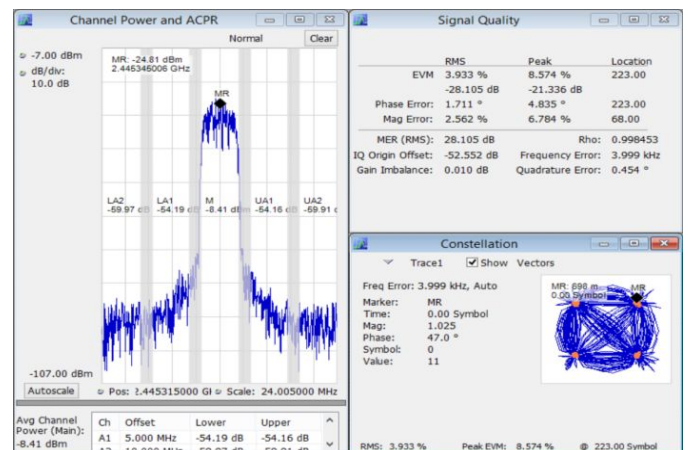 Channel Power and ACPR
Normal
Clear
-7.00 dBm
dB/div:
10.0 dB
MR: -24.81 dBm
2.445346006 GHz
MR
LA2 LA1 M UA1 UA2
-59.97 -54.19 dB -8.41 dBm -54.16 -59.91
-107.00 dBm
Autoscale
Pos: 2.445315000 Scale: 24.005000 MHz
Avg Channel
Power (Main):
-8.41 dBm
Ch Offset Lower Upper
A1 5.000 MHz -54.19 dB -54.16 dB
Signal Quality
RMS Peak Location
EVM 3.933 % 8.574 % 223.00
-28.105 dB -21.336 dB
Phase Error: 1.711 ° 4.835 ° 223.00
Mag Error: 2.562 % 6.784 % 68.00
MER (RMS): 28.105 dB Rho: 0.998453
IQ Origin Offset: -52.552 dB Frequency Error: 3.999 kHz
Gain Imbalance: 0.010 dB Quadrature Error: 0.454 °
Constellation
Trace1 Show Vectors
Freq Error: 3.999 kHz, Auto
Marker: MR
Time: 0.00 Symbol
Mag: 1.025
Phase: 47.0 °
Symbol: 0
Value: 11
MR: 698 m
0.00 Symbol
MR
RMS: 3.933 % Peak EVM: 8.574 % @ 223.00 Symbol